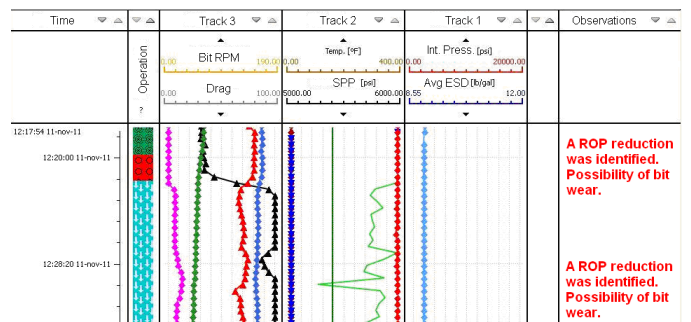 Time Track 3 Track 2 Track 1 Observations
Operation
?
Bit RPM
0.00 190.00
Drag
0.00 100.00
Temp. [ºF]
0.00 400.00
SPP [psi]
5000.00 6000.00
Int. Press. [psi]
0.00 20000.00
Avg ESD [lb/gal]
8.55 12.00
12:17:54 11-nov-11
12:20:00 11-nov-11
12:28:20 11-nov-11
A ROP reduction
was identified.
Possibility of bit
wear.
A ROP reduction
was identified.
Possibility of bit
wear.